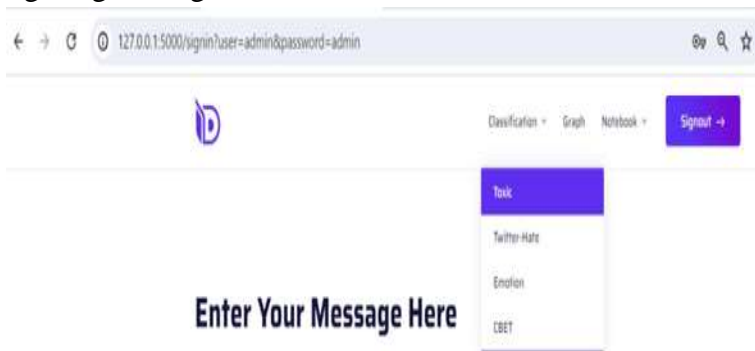 127.0.0.1:5000/signin?user=admin&password=admin
Classification Graph Notebook Signout →
Toxic
Twitter-Hate
Emotion
Enter Your Message Here
CBET